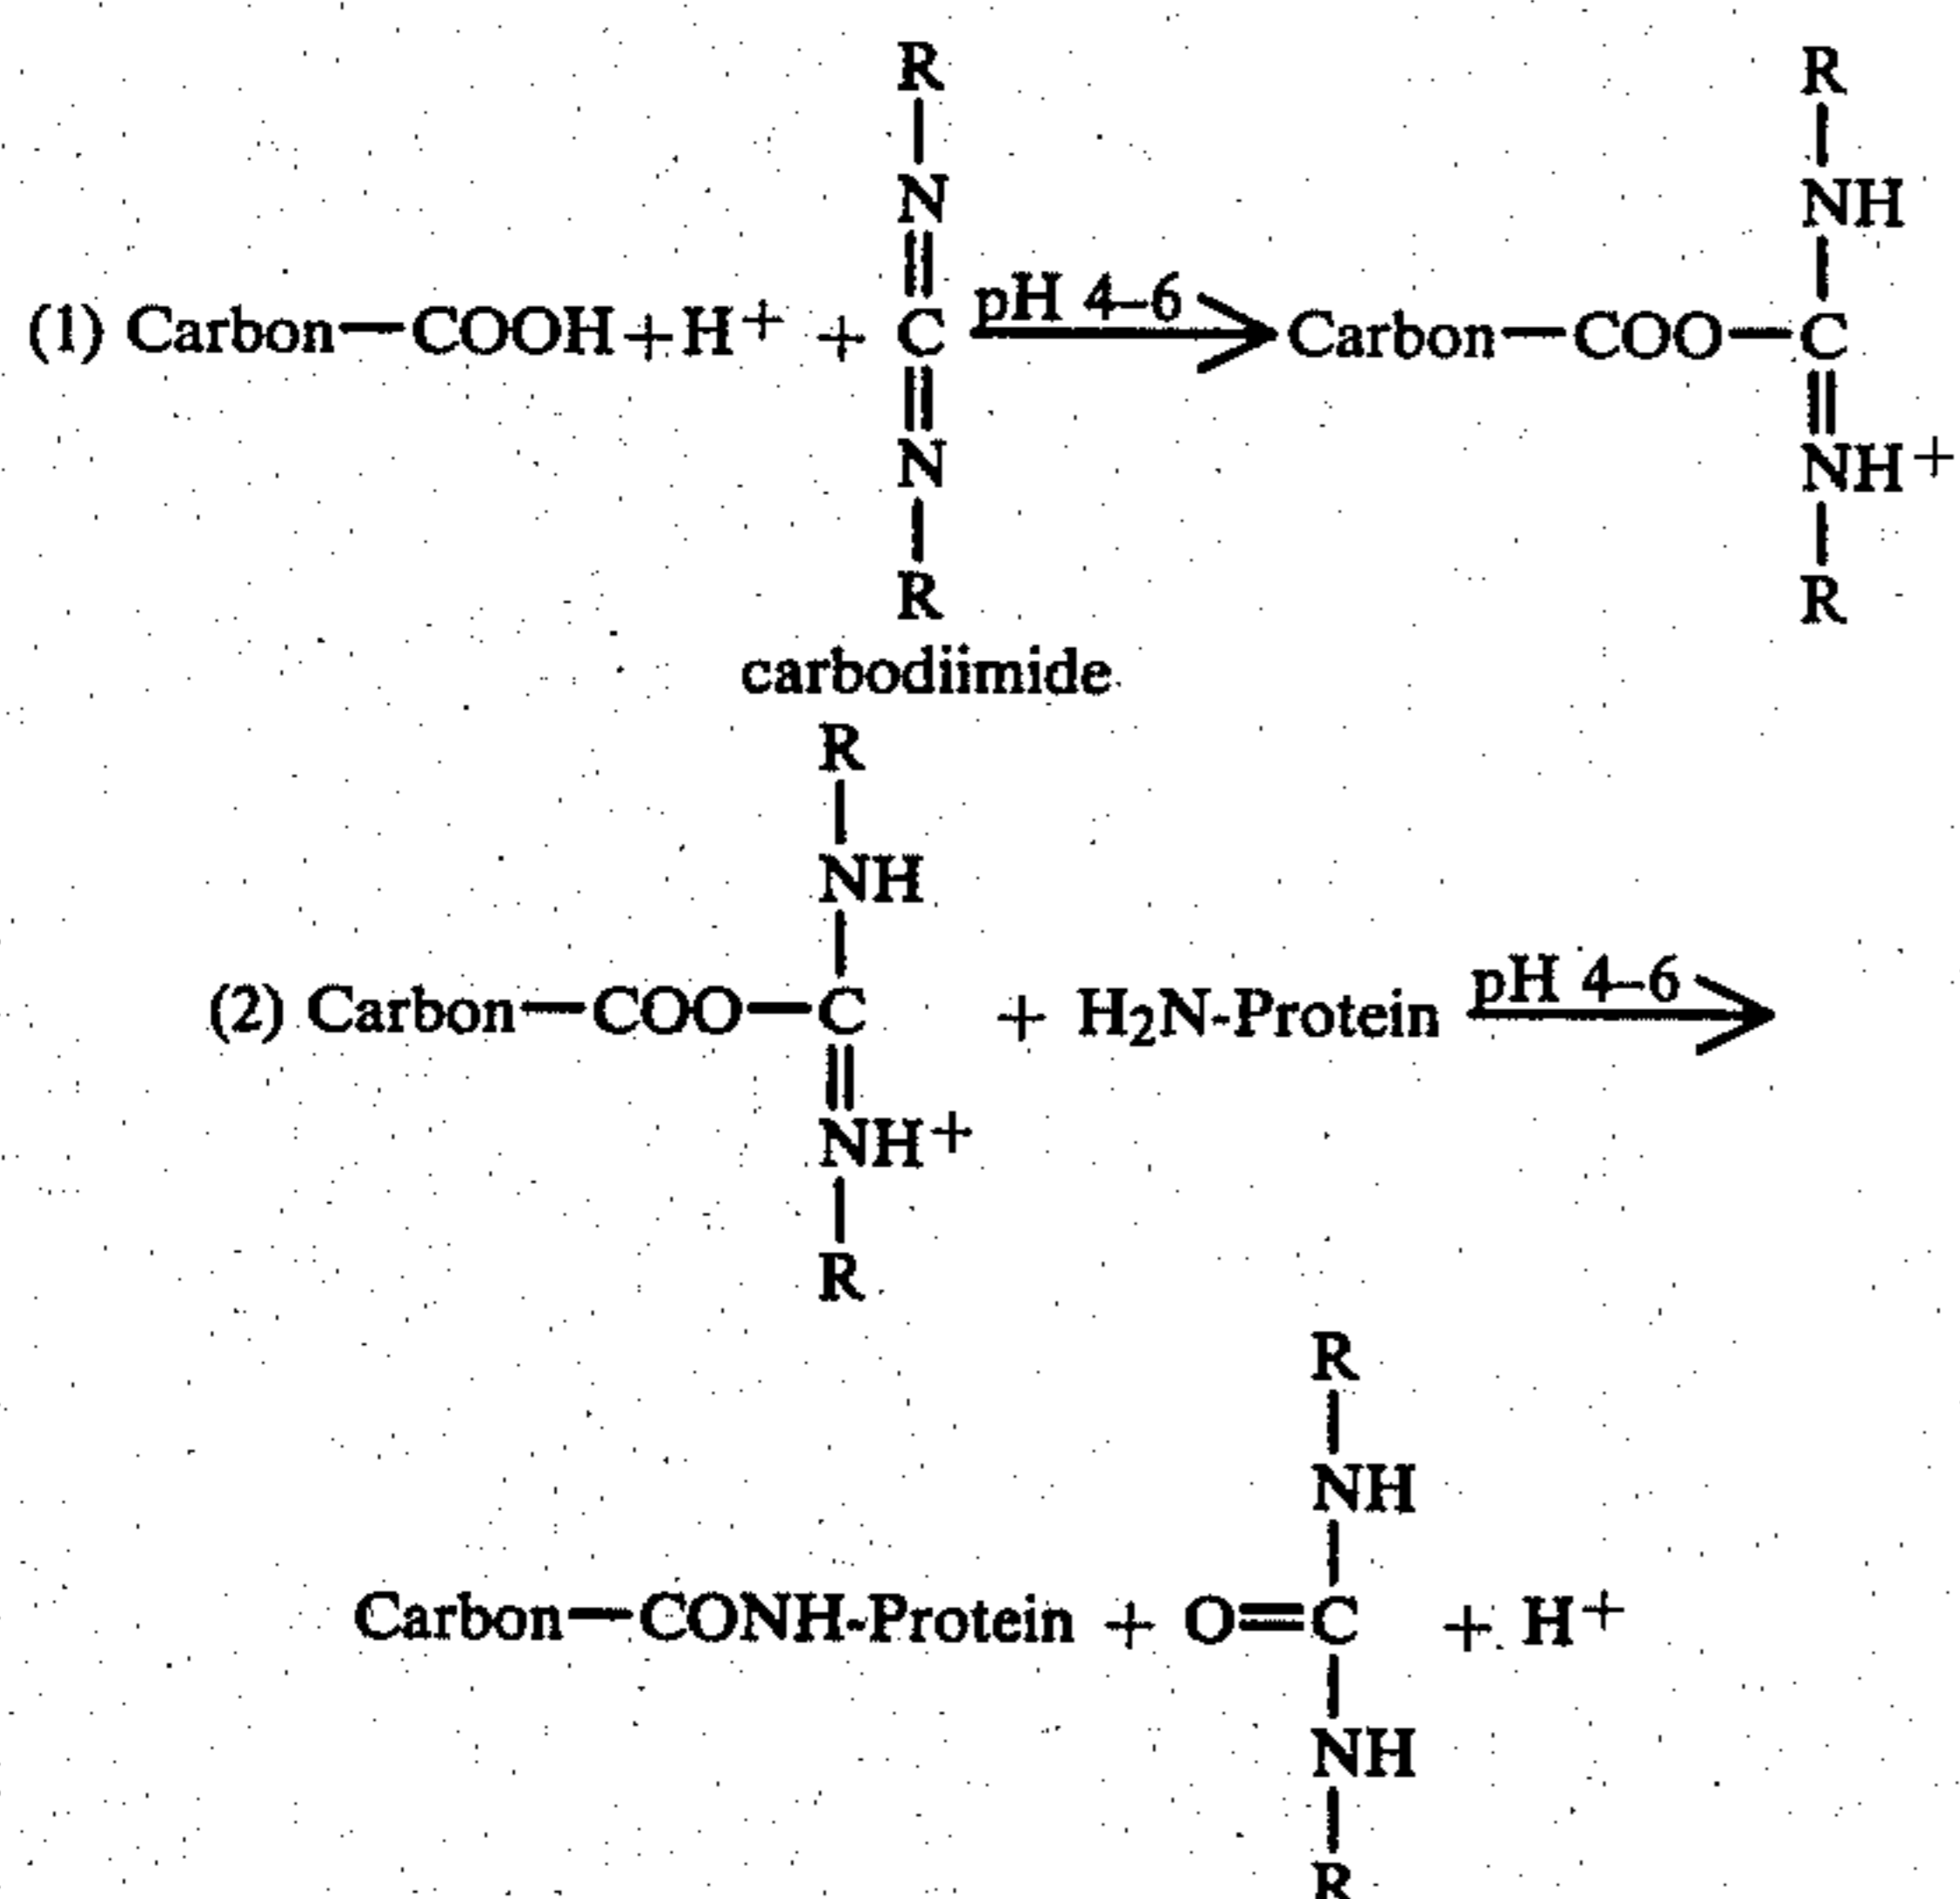 R
R
N
NH
(1) Carbon—COOH + H+ + C pH 4–6 Carbon—COO—C
N
NH+
R
R
carbodiimide
R
NH
(2) Carbon—COO—C + H2N-Protein pH 4–6
NH+
R
R
NH
Carbon—CONH-Protein + O=C + H+
NH
R